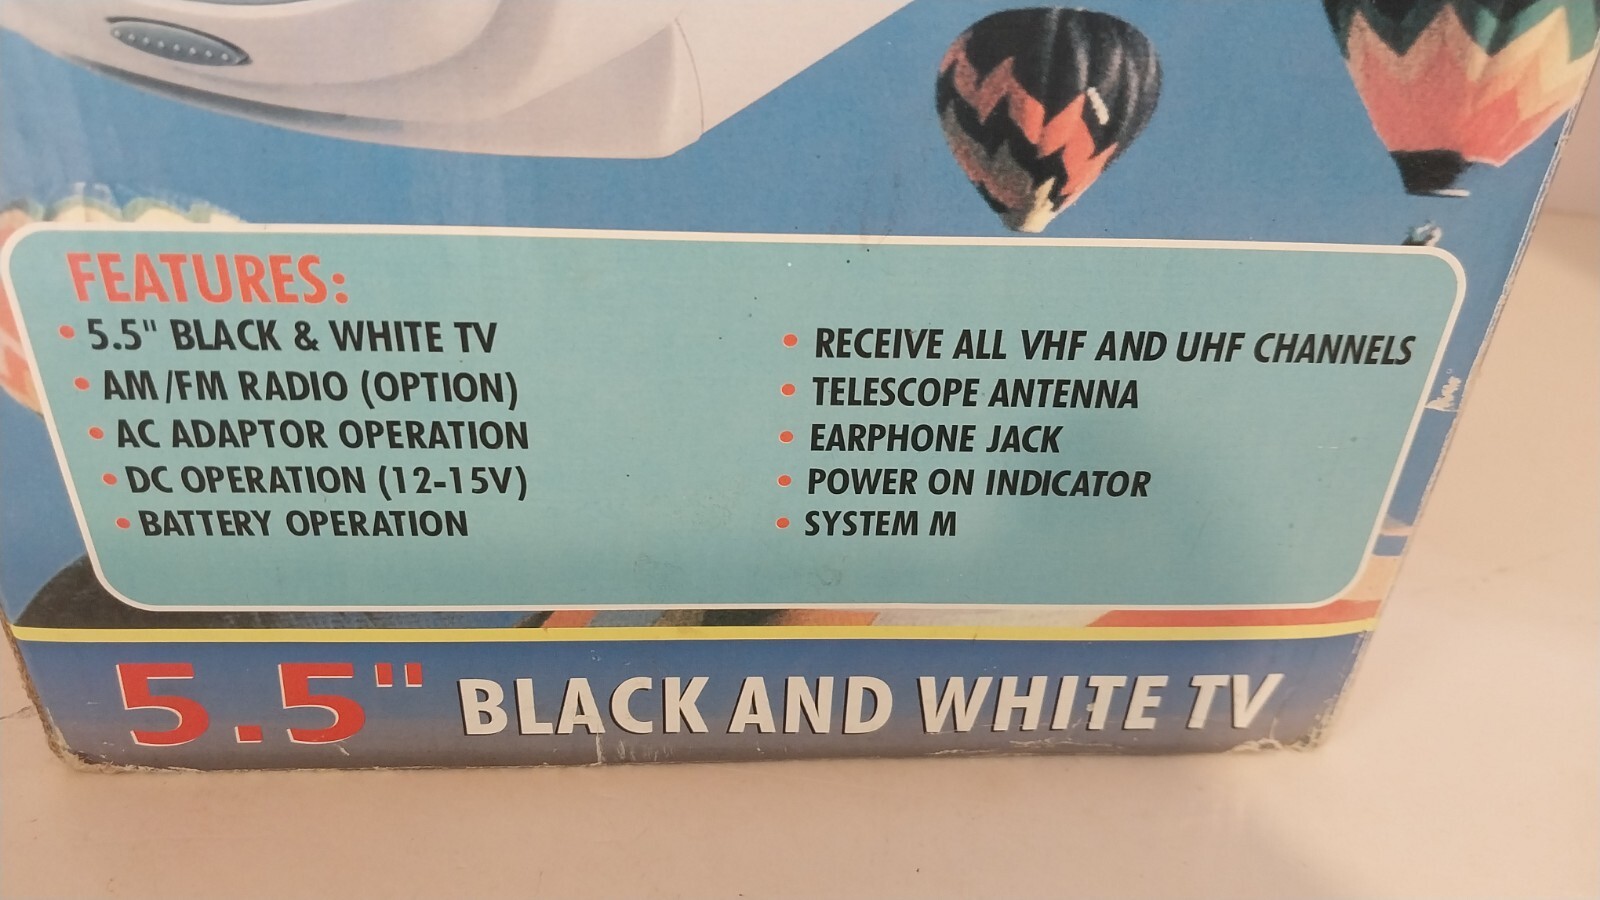 FEATURES:
• 5.5" BLACK & WHITE TV
• AM/FM RADIO (OPTION)
• AC ADAPTOR OPERATION
• DC OPERATION (12-15V)
• BATTERY OPERATION
• RECEIVE ALL VHF AND UHF CHANNELS
• TELESCOPE ANTENNA
• EARPHONE JACK
• POWER ON INDICATOR
• SYSTEM M
5.5" BLACK AND WHITE TV